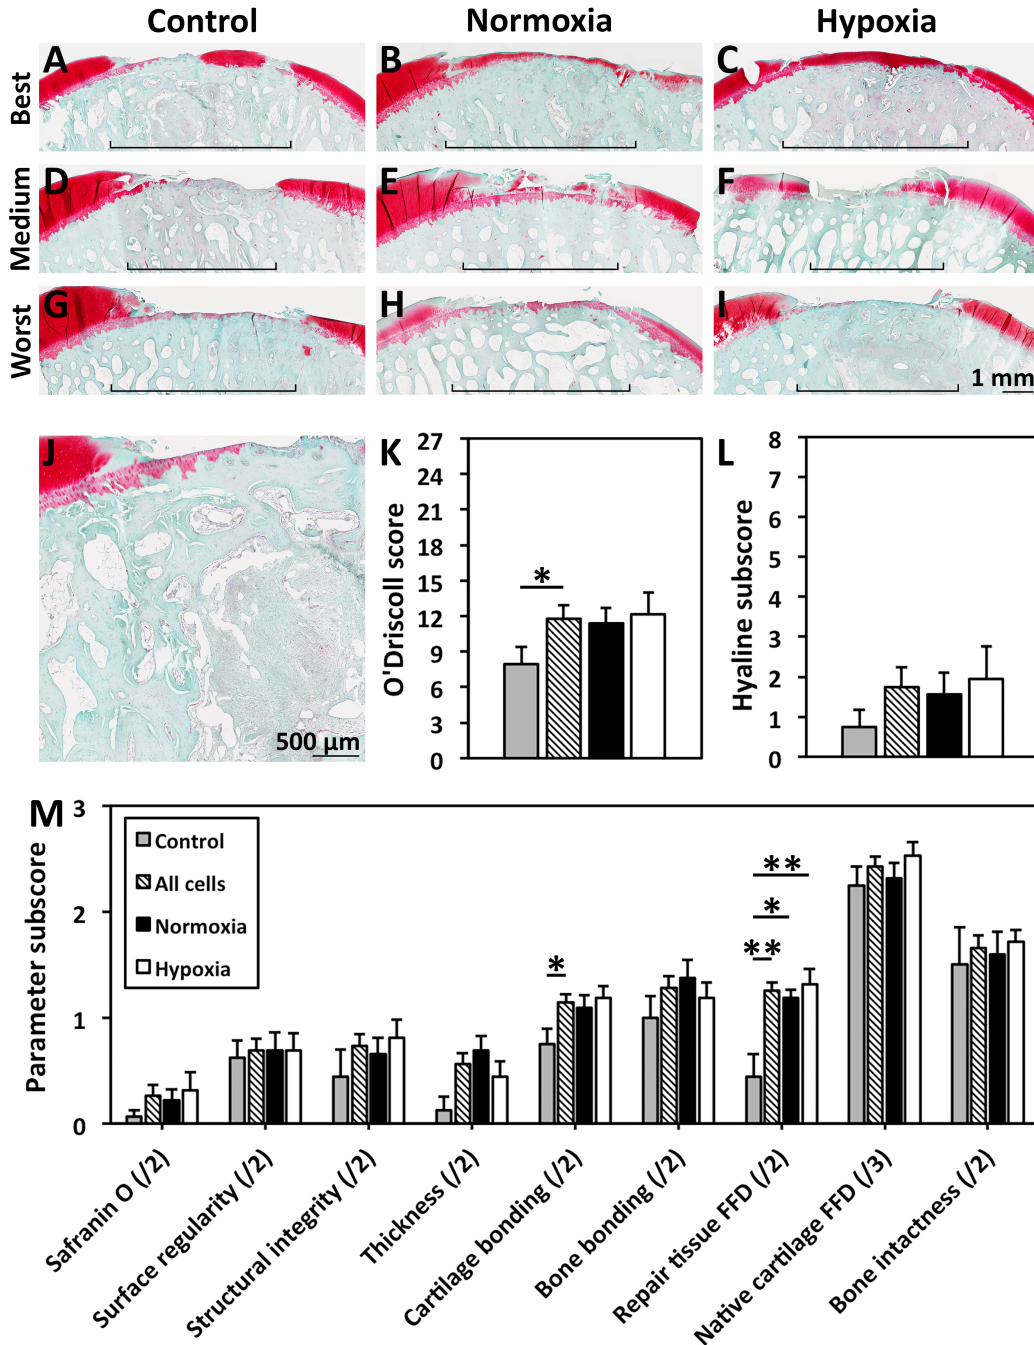 Control Normoxia Hypoxia
Best
A B C
Medium
D E F
Worst
G H I
1 mm
J
500 µm
K
O'Driscoll score
27
24
21
18
15
12
9
6
3
0
*
L
Hyaline subscore
8
7
6
5
4
3
2
1
0
M
Parameter subscore
3
2
1
0
Control
All cells
Normoxia
Hypoxia
*
**
*
**
Safranin O (/2)
Surface regularity (/2)
Structural integrity (/2)
Thickness (/2)
Cartilage bonding (/2)
Bone bonding (/2)
Repair tissue FFD (/2)
Native cartilage FFD (/3)
Bone intactness (/2)